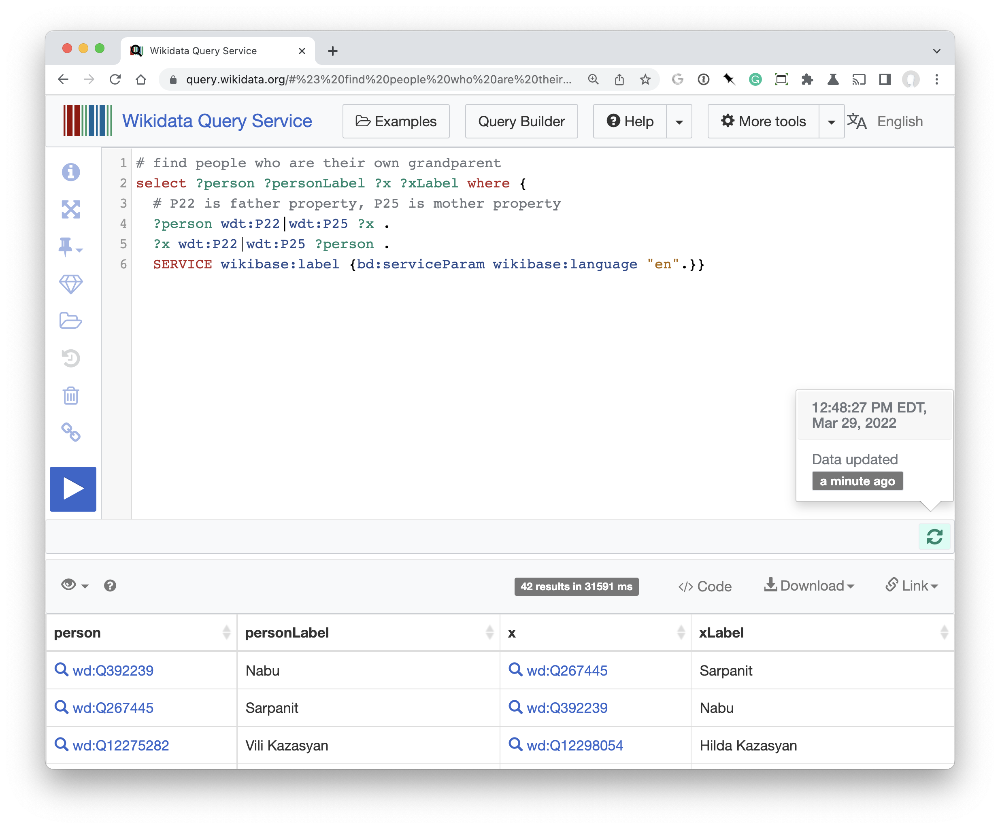 Wikidata Query Service
query.wikidata.org/#%23%20find%20people%20who%20are%20their...
Wikidata Query Service
Examples
Query Builder
Help
More tools
English
1 # find people who are their own grandparent
2 select ?person ?personLabel ?x ?xLabel where {
3 # P22 is father property, P25 is mother property
4 ?person wdt:P22|wdt:P25 ?x .
5 ?x wdt:P22|wdt:P25 ?person .
6 SERVICE wikibase:label {bd:serviceParam wikibase:language "en".}}
12:48:27 PM EDT,
Mar 29, 2022
Data updated
a minute ago
42 results in 31591 ms
</> Code
Download
Link
person personLabel x xLabel
wd:Q392239 Nabu wd:Q267445 Sarpanit
wd:Q267445 Sarpanit wd:Q392239 Nabu
wd:Q12275282 Vili Kazasyan wd:Q12298054 Hilda Kazasyan